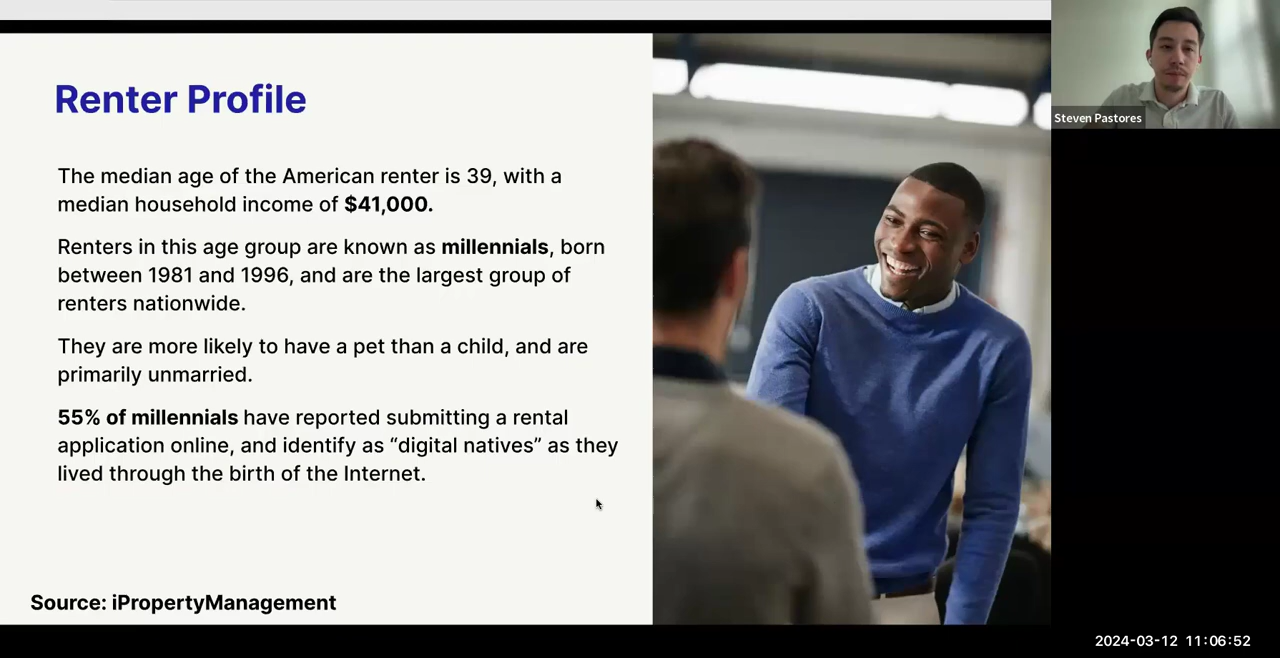 Renter Profile
The median age of the American renter is 39, with a
median household income of $41,000.
Renters in this age group are known as millennials, born
between 1981 and 1996, and are the largest group of
renters nationwide.
They are more likely to have a pet than a child, and are
primarily unmarried.
55% of millennials have reported submitting a rental
application online, and identify as “digital natives” as they
lived through the birth of the Internet.
Source: iPropertyManagement
Steven Pastores
2024-03-12 11:06:52